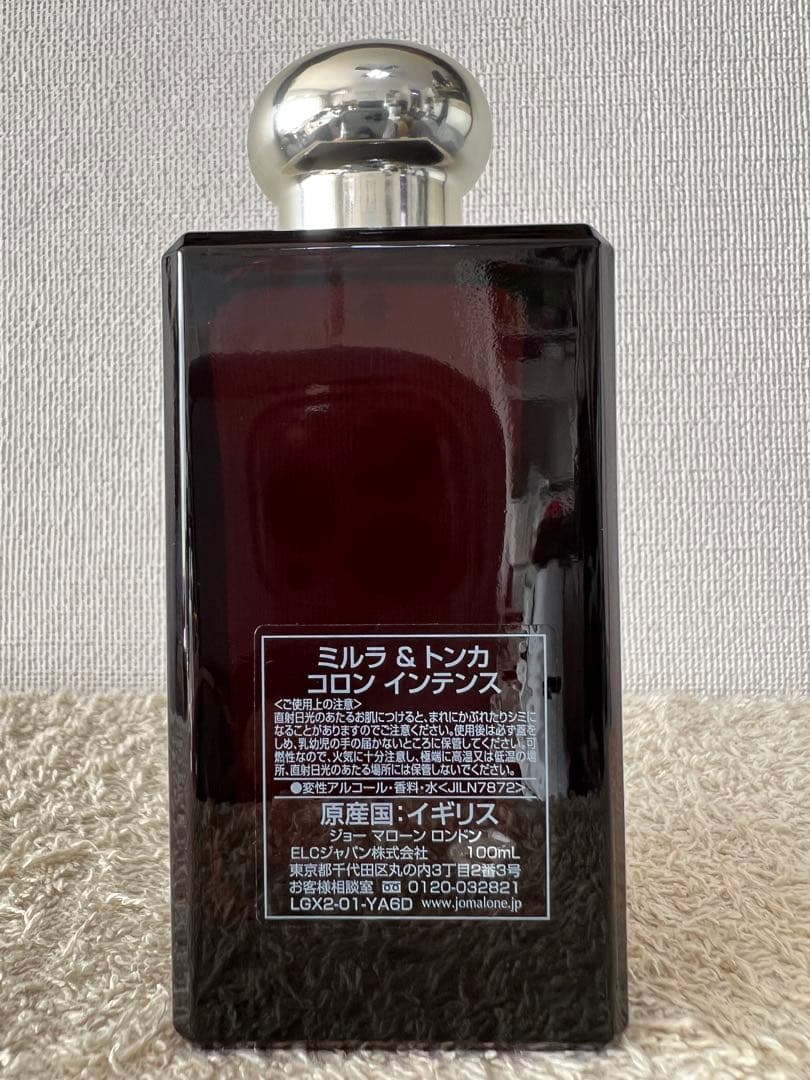 ミルラ & トンカ
コロン インテンス
<ご使用上の注意>
直射日光のあたるお肌につけると、まれにかぶれたりシミに
なることがありますのでご注意ください。使用後は必ず蓋を
しめ、乳幼児の手の届かないところに保管してください。可
燃性なので、火気に十分注意し、極端に高温又は低温の場
所、直射日光のあたる場所には保管しないでください。
●変性アルコール・香料・水<JILN7872>
原産国:イギリス
ジョー マローン ロンドン
ELCジャパン株式会社 100mL
東京都千代田区丸の内3丁目2番3号
お客様相談室 0120-032821
LGX2-01-YA6D www.jomalone.jp